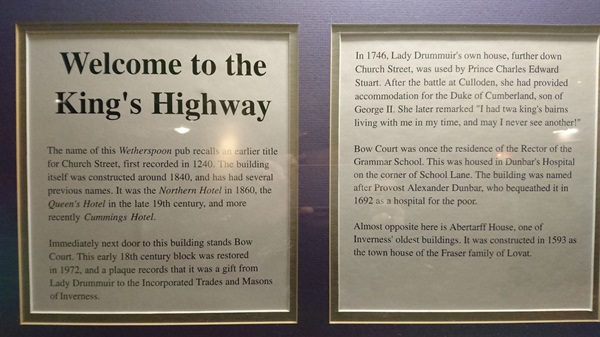 Welcome to the
King's Highway
The name of this Wetherspoon pub recalls an earlier title
for Church Street, first recorded in 1240. The building
itself was constructed around 1840, and has had several
previous names. It was the Northern Hotel in 1860, the
Queen's Hotel in the late 19th century, and more
recently Cummings Hotel.
Immediately next door to this building stands Bow
Court. This early 18th century block was restored
in 1972, and a plaque records that it was a gift from
Lady Drummuir to the Incorporated Trades and Masons
of Inverness.
In 1746, Lady Drummuir's own house, further down
Church Street, was used by Prince Charles Edward
Stuart. After the battle at Culloden, she had provided
accommodation for the Duke of Cumberland, son of
George II. She later remarked "I had twa king's bairns
living with me in my time, and may I never see another!"
Bow Court was once the residence of the Rector of the
Grammar School. This was housed in Dunbar's Hospital
on the corner of School Lane. The building was named
after Provost Alexander Dunbar, who bequeathed it in
1692 as a hospital for the poor.
Almost opposite here is Abertarff House, one of
Inverness' oldest buildings. It was constructed in 1593 as
the town house of the Fraser family of Lovat.